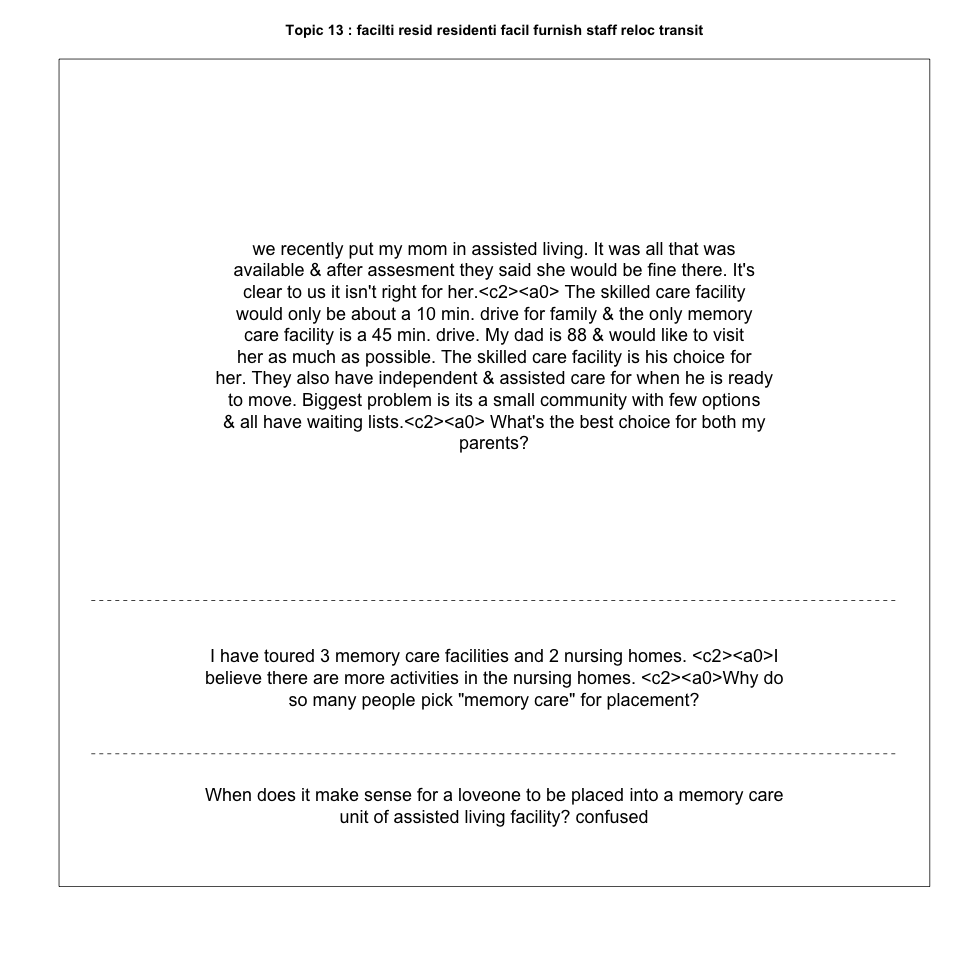 Topic 13 : facilti resid residenti facil furnish staff reloc transit
we recently put my mom in assisted living. It was all that was
available & after assesment they said she would be fine there. It's
clear to us it isn't right for her.<c2><a0> The skilled care facility
would only be about a 10 min. drive for family & the only memory
care facility is a 45 min. drive. My dad is 88 & would like to visit
her as much as possible. The skilled care facility is his choice for
her. They also have independent & assisted care for when he is ready
to move. Biggest problem is its a small community with few options
& all have waiting lists.<c2><a0> What's the best choice for both my
parents?
I have toured 3 memory care facilities and 2 nursing homes. <c2><a0>I
believe there are more activities in the nursing homes. <c2><a0>Why do
so many people pick "memory care" for placement?
When does it make sense for a loveone to be placed into a memory care
unit of assisted living facility? confused